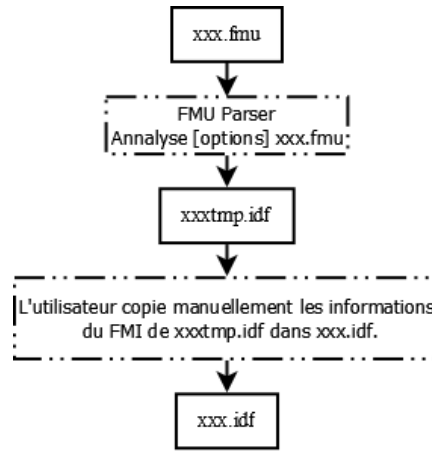 xxx.fmu
FMU Parser
Annalyse [options] xxx.fmu
xxxtmp.idf
L'utilisateur copie manuellement les informations
du FMI de xxxtmp.idf dans xxx.idf.
xxx.idf